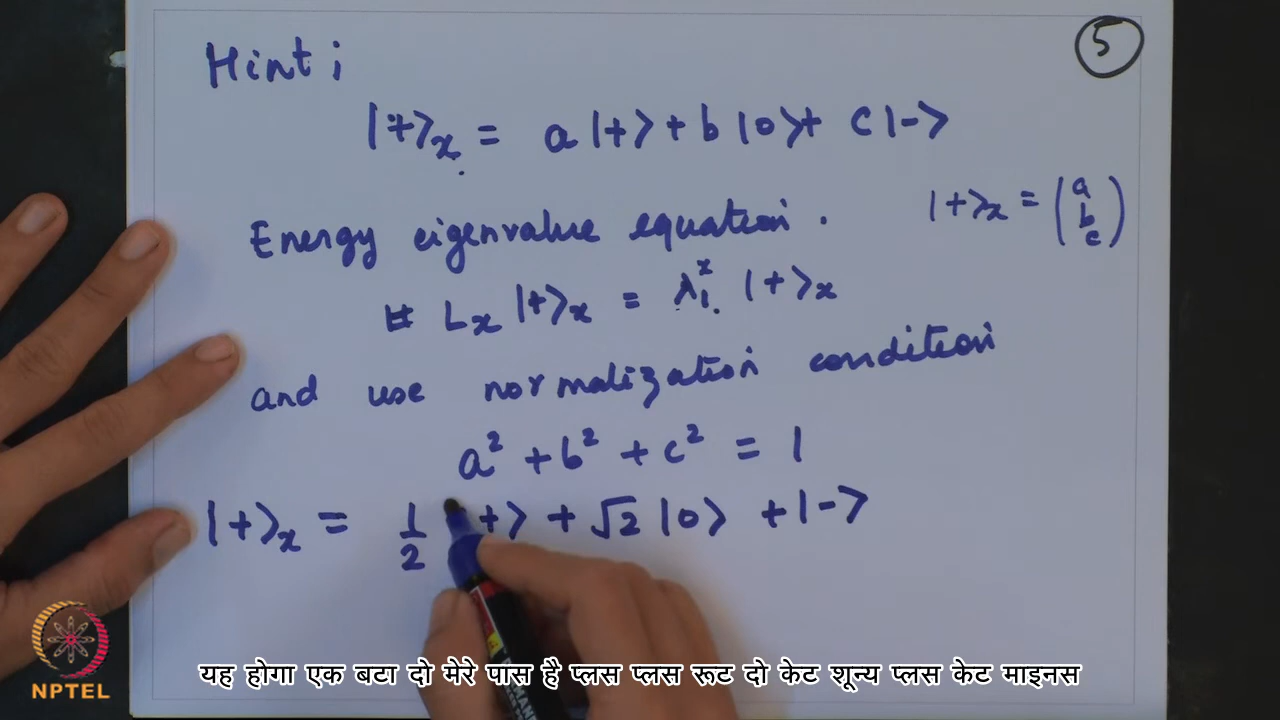 Hint ;
5
|+>ₓ = a |+> + b |0> + c |->
Energy eigenvalue equation .
|+>ₓ = (a b c)
Lₓ |+>ₓ = λ₁ˣ |+>ₓ
and use normalization condition
a² + b² + c² = 1
|+>ₓ = 1/2 +> + √2 |0> + |->
यह होगा एक बटा दो मेरे पास है प्लस प्लस रूट दो केट शून्य प्लस केट माइनस
NPTEL